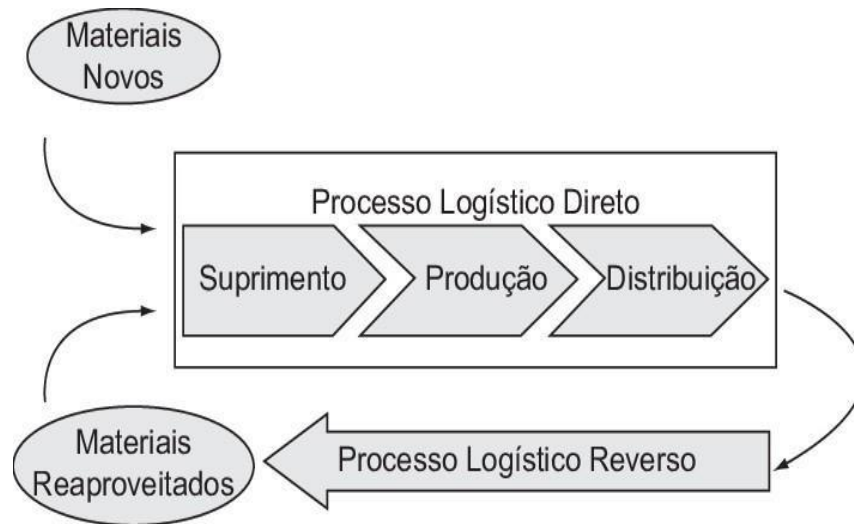 Materiais
Novos
Processo Logístico Direto
Suprimento
Produção
Distribuição
Materiais
Reaproveitados
Processo Logístico Reverso